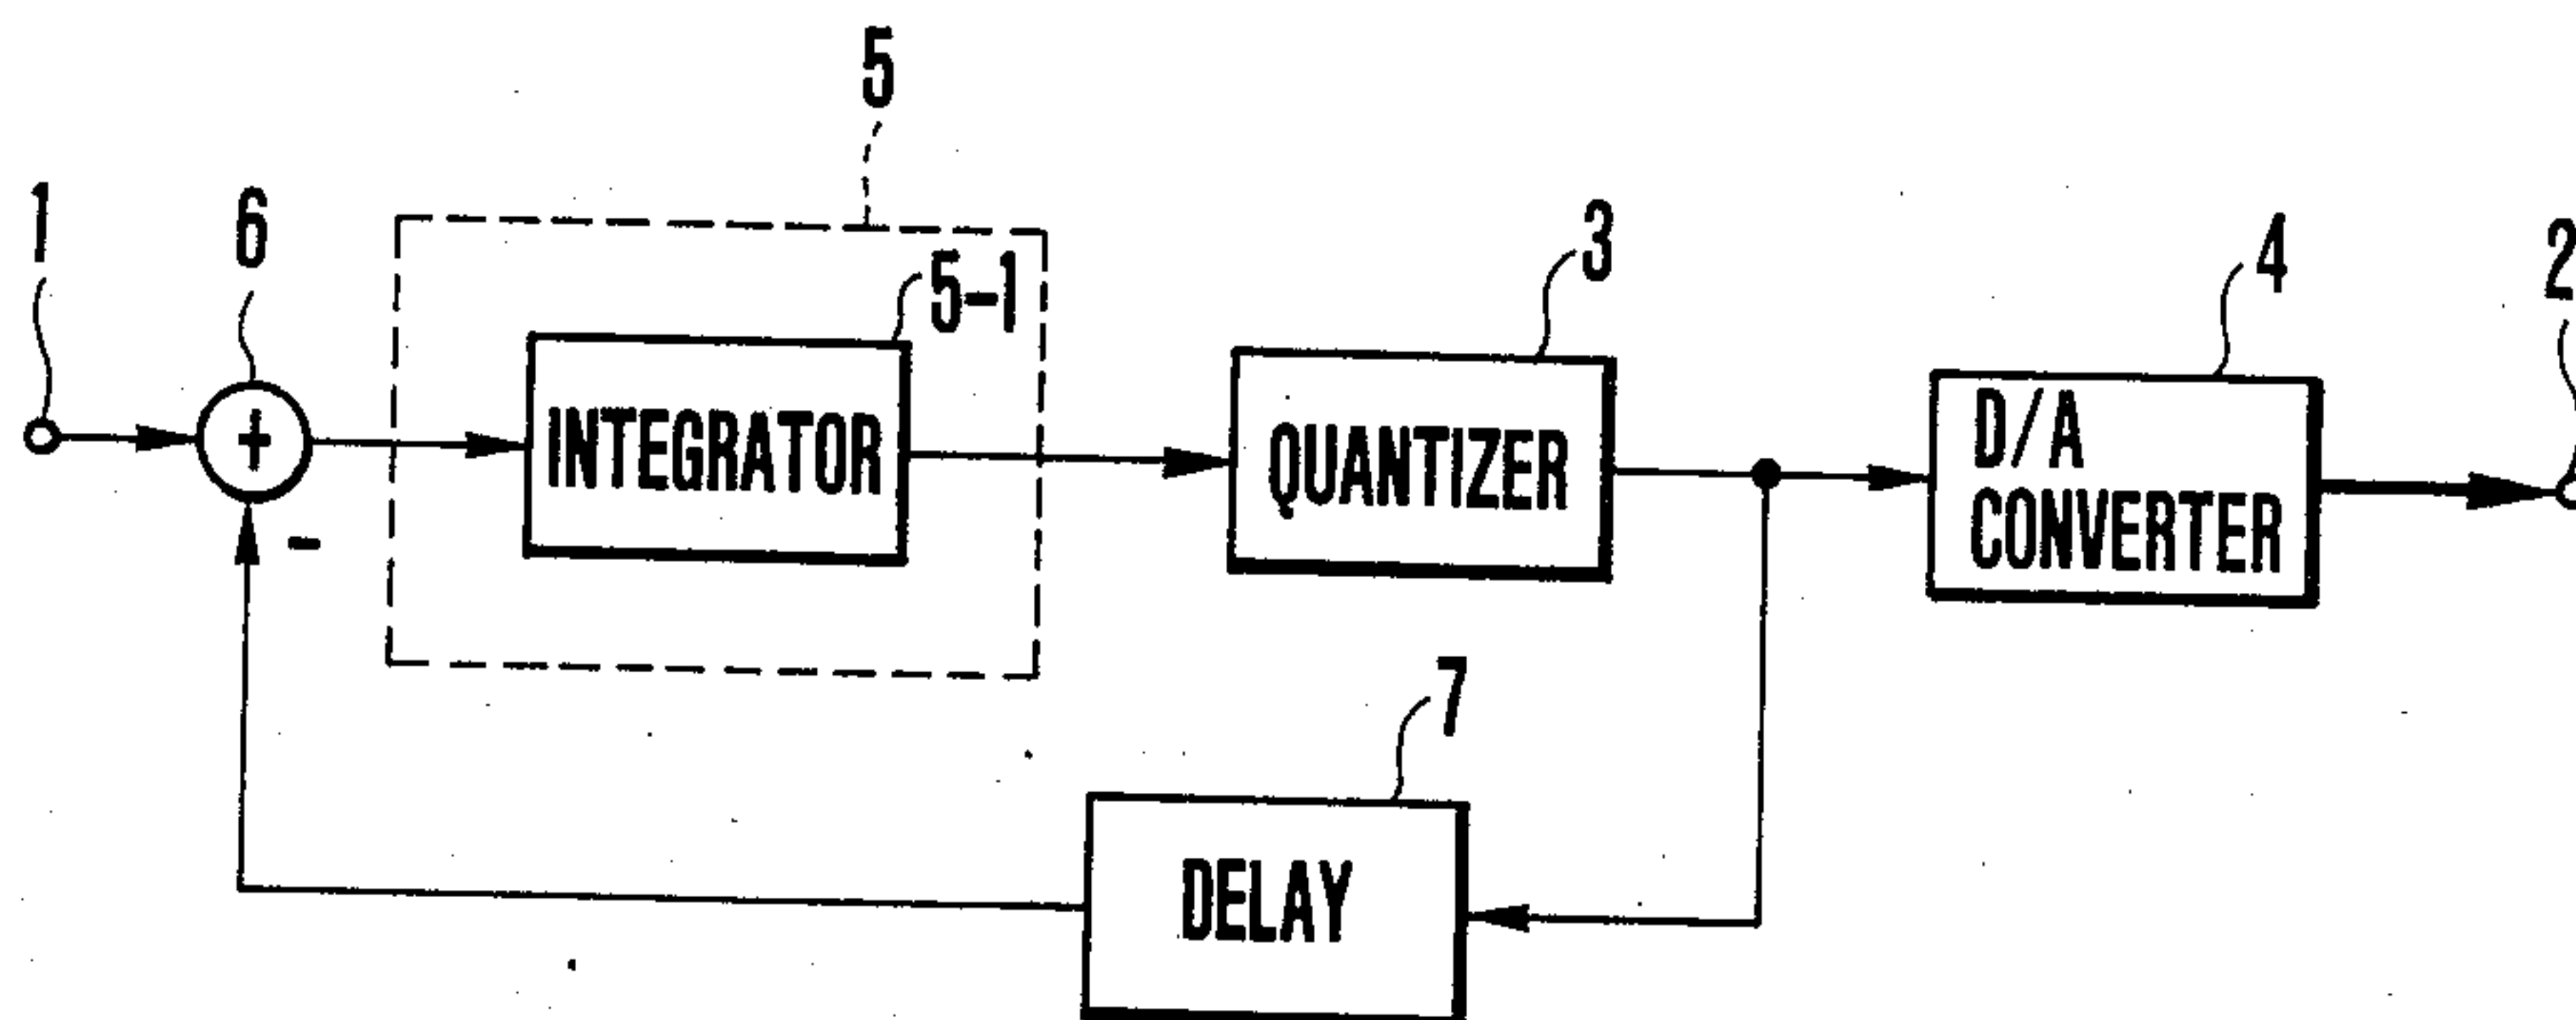 5
1
6
3
4
2
5-1
INTEGRATOR
QUANTIZER
D/A
CONVERTER
+
-
7
DELAY